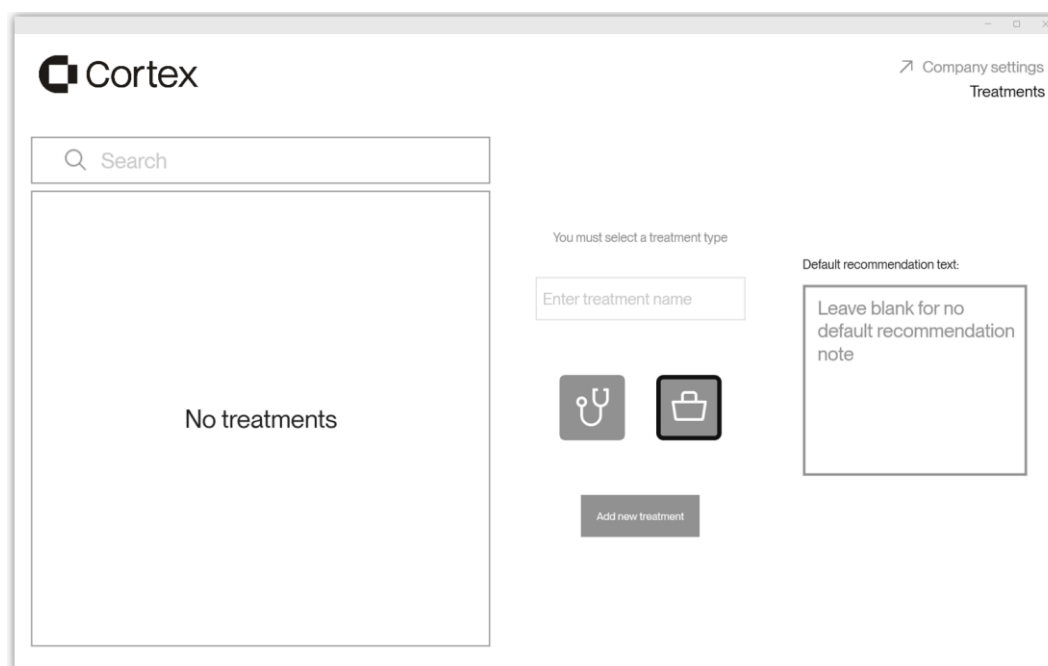 Cortex
Company settings
Treatments
Search
You must select a treatment type
Default recommendation text:
Enter treatment name
Leave blank for no
default recommendation
note
No treatments
Add new treatment